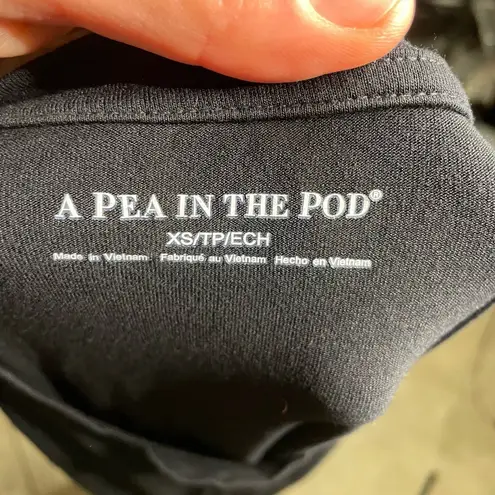 A PEA IN THE POD®
XS/TP/ECH
Made in Vietnam Fabriqué au Vietnam Hecho en Vietnam